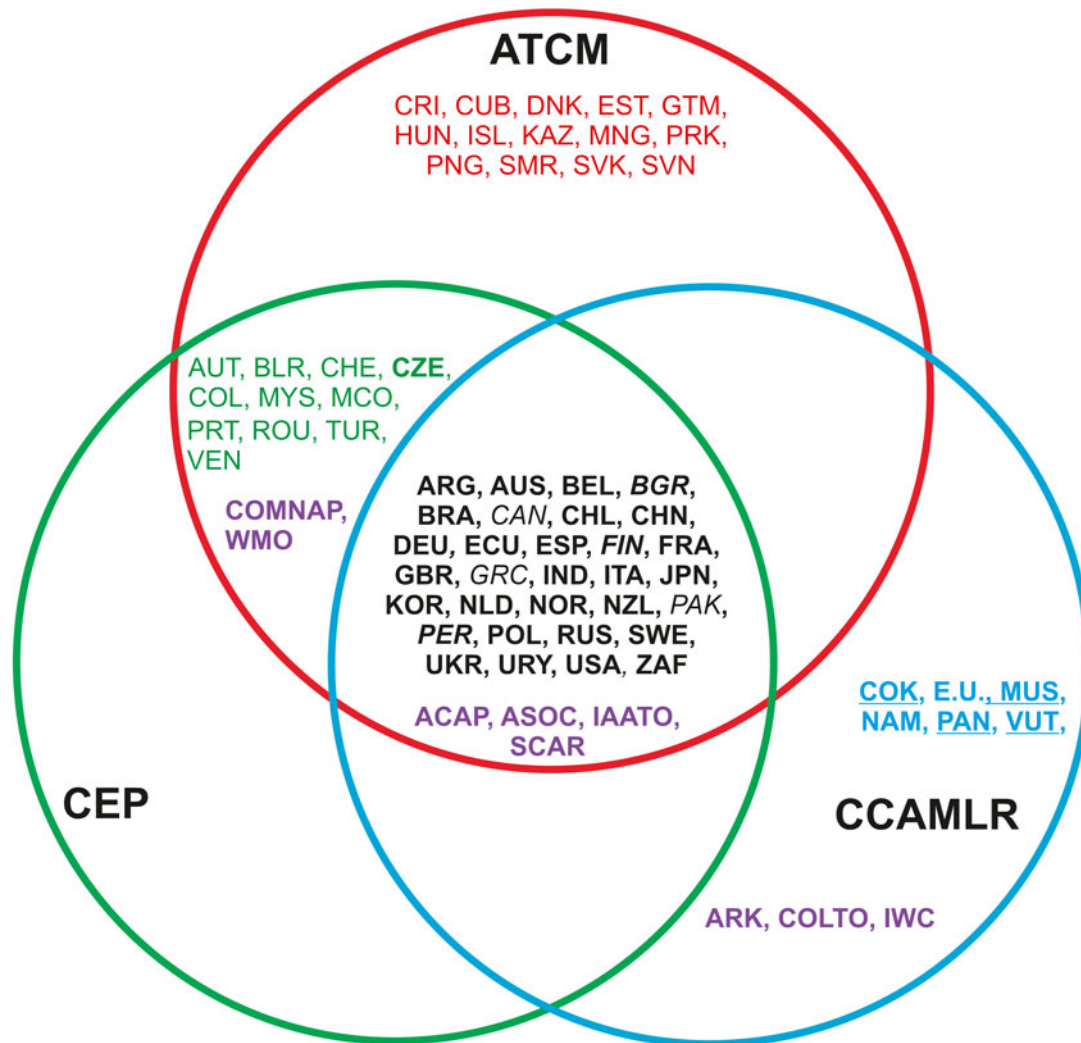 ATCM
CRI, CUB, DNK, EST, GTM,
HUN, ISL, KAZ, MNG, PRK,
PNG, SMR, SVK, SVN
AUT, BLR, CHE, CZE,
COL, MYS, MCO,
PRT, ROU, TUR,
VEN
COMNAP,
WMO
ARG, AUS, BEL, BGR,
BRA, CAN, CHL, CHN,
DEU, ECU, ESP, FIN, FRA,
GBR, GRC, IND, ITA, JPN,
KOR, NLD, NOR, NZL, PAK,
PER, POL, RUS, SWE,
UKR, URY, USA, ZAF
ACAP, ASOC, IAATO,
SCAR
COK, E.U., MUS,
NAM, PAN, VUT,
CEP
CCAMLR
ARK, COLTO, IWC